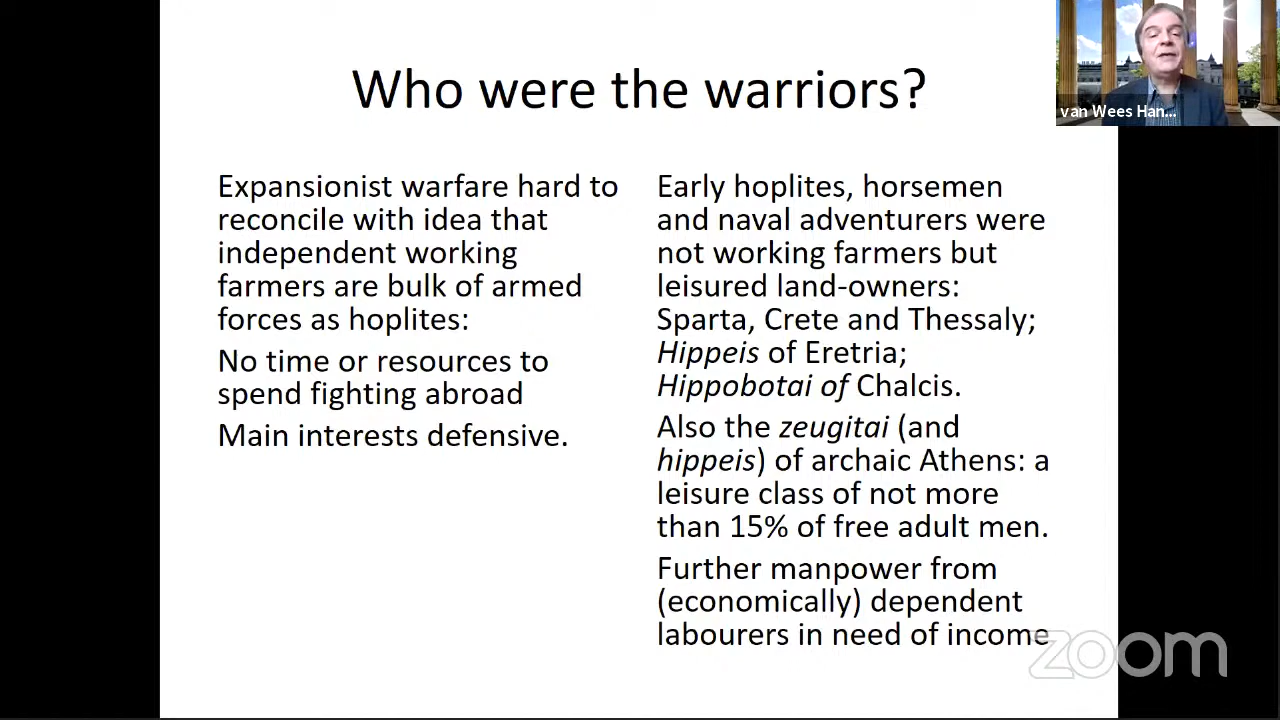 Who were the warriors?
van Wees Han...
Expansionist warfare hard to
reconcile with idea that
independent working
farmers are bulk of armed
forces as hoplites:
No time or resources to
spend fighting abroad
Main interests defensive.
Early hoplites, horsemen
and naval adventurers were
not working farmers but
leisured land-owners:
Sparta, Crete and Thessaly;
Hippeis of Eretria;
Hippobotai of Chalcis.
Also the zeugitai (and
hippeis) of archaic Athens: a
leisure class of not more
than 15% of free adult men.
Further manpower from
(economically) dependent
labourers in need of income
zoom